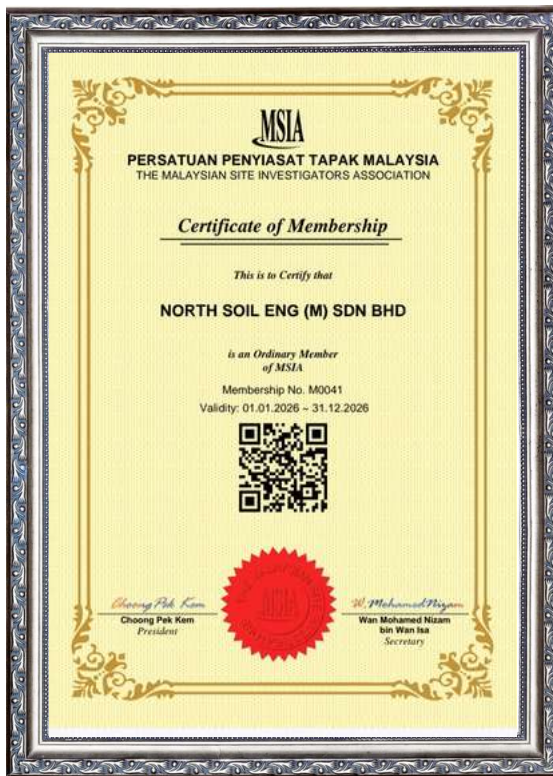 MSIA
PERSATUAN PENYIASAT TAPAK MALAYSIA
THE MALAYSIAN SITE INVESTIGATORS ASSOCIATION
Certificate of Membership
This is to Certify that
NORTH SOIL ENG (M) SDN BHD
is an Ordinary Member
of MSIA
Membership No. M0041
Validity: 01.01.2026 ~ 31.12.2026
MSIA
Choong Pek Kem
W. Mohamed Nizam
Choong Pek Kem
President
Wan Mohamed Nizam
bin Wan Isa
Secretary